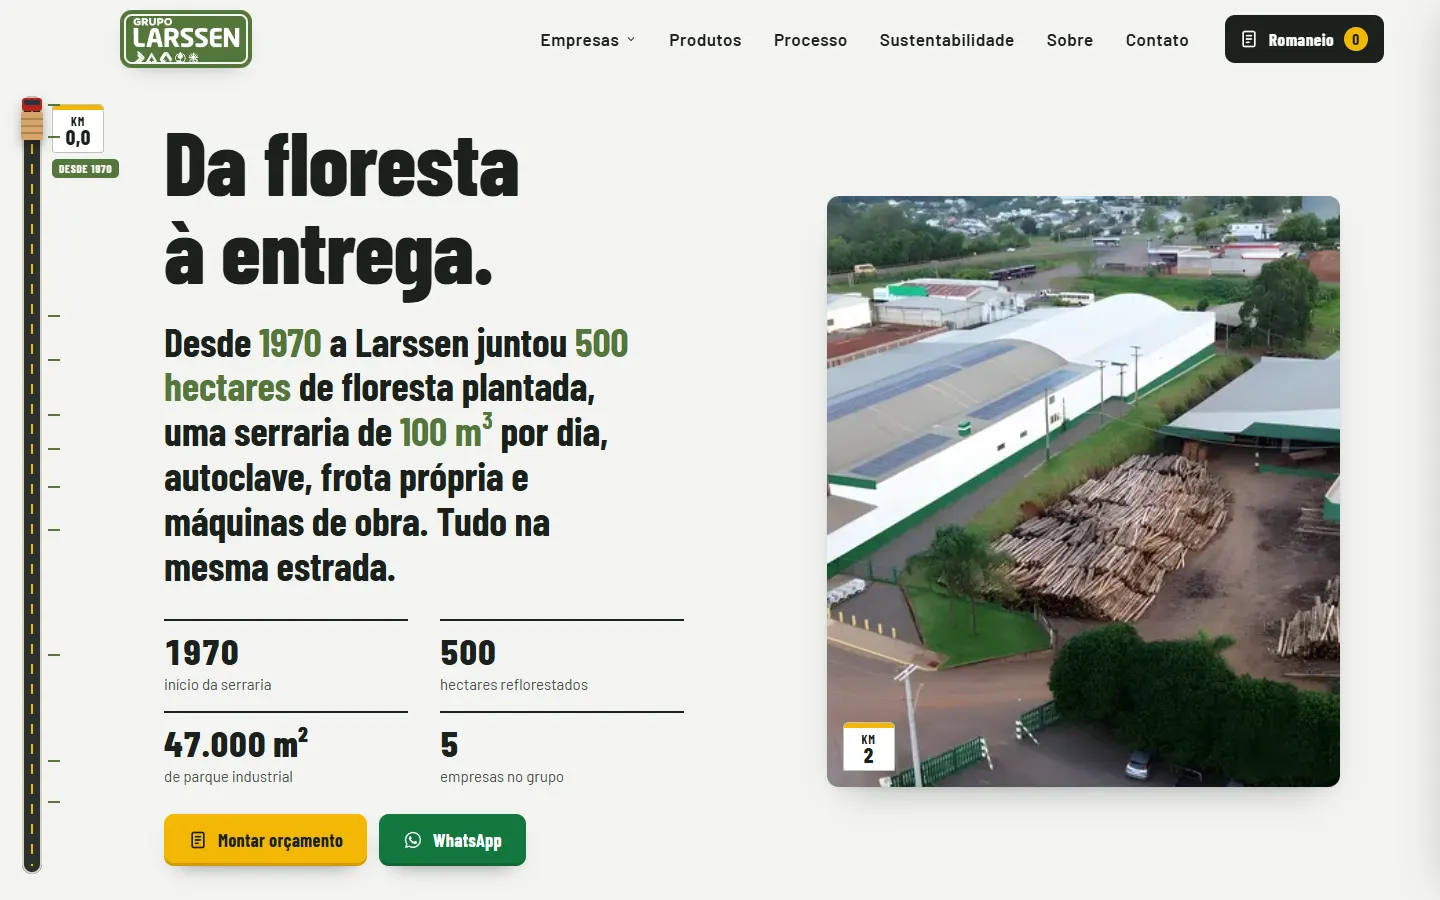 GRUPO
LARSSEN
Empresas
Produtos
Processo
Sustentabilidade
Sobre
Contato
Romaneio 0
KM
0,0
DESDE 1970
Da floresta
à entrega.
Desde 1970 a Larssen juntou 500
hectares de floresta plantada,
uma serraria de 100 m³ por dia,
autoclave, frota própria e
máquinas de obra. Tudo na
mesma estrada.
1970
início da serraria
500
hectares reflorestados
47.000 m²
de parque industrial
5
empresas no grupo
Montar orçamento
WhatsApp
KM
2